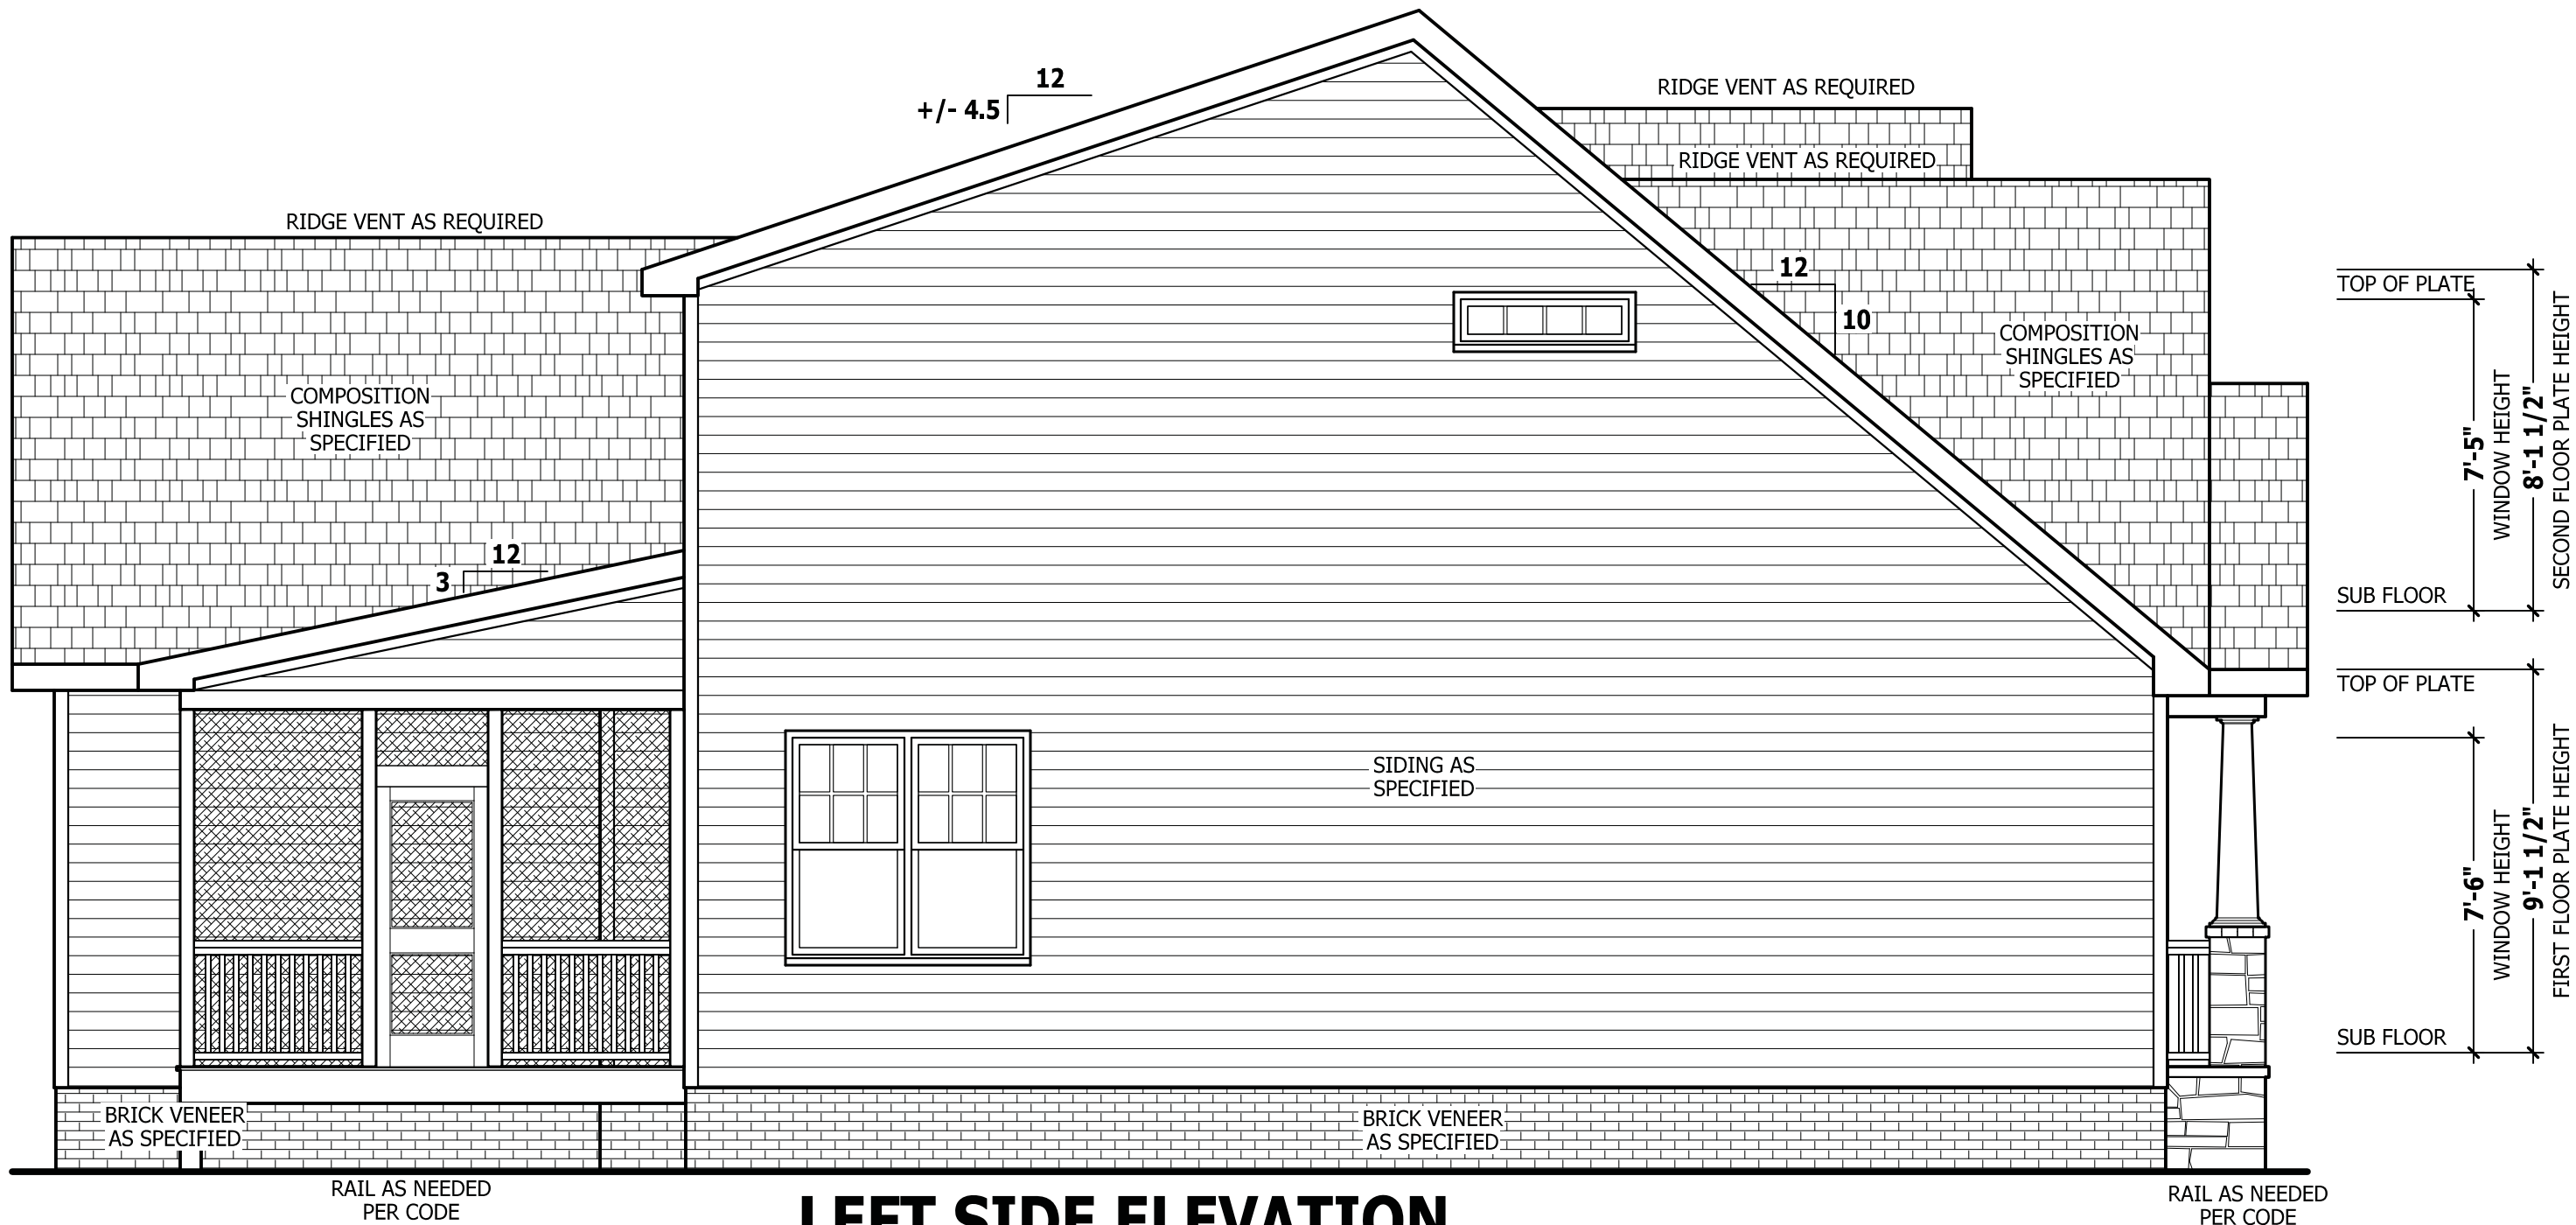 12
+/- 4.5
RIDGE VENT AS REQUIRED
RIDGE VENT AS REQUIRED
RIDGE VENT AS REQUIRED
12
10
COMPOSITION
SHINGLES AS
SPECIFIED
COMPOSITION
SHINGLES AS
SPECIFIED
12
3
TOP OF PLATE
7'-5"
WINDOW HEIGHT
8'-1 1/2"
SECOND FLOOR PLATE HEIGHT
SUB FLOOR
TOP OF PLATE
SIDING AS
SPECIFIED
7'-6"
WINDOW HEIGHT
9'-1 1/2"
FIRST FLOOR PLATE HEIGHT
SUB FLOOR
BRICK VENEER
AS SPECIFIED
BRICK VENEER
AS SPECIFIED
RAIL AS NEEDED
PER CODE
LEFT SIDE ELEVATION
RAIL AS NEEDED
PER CODE